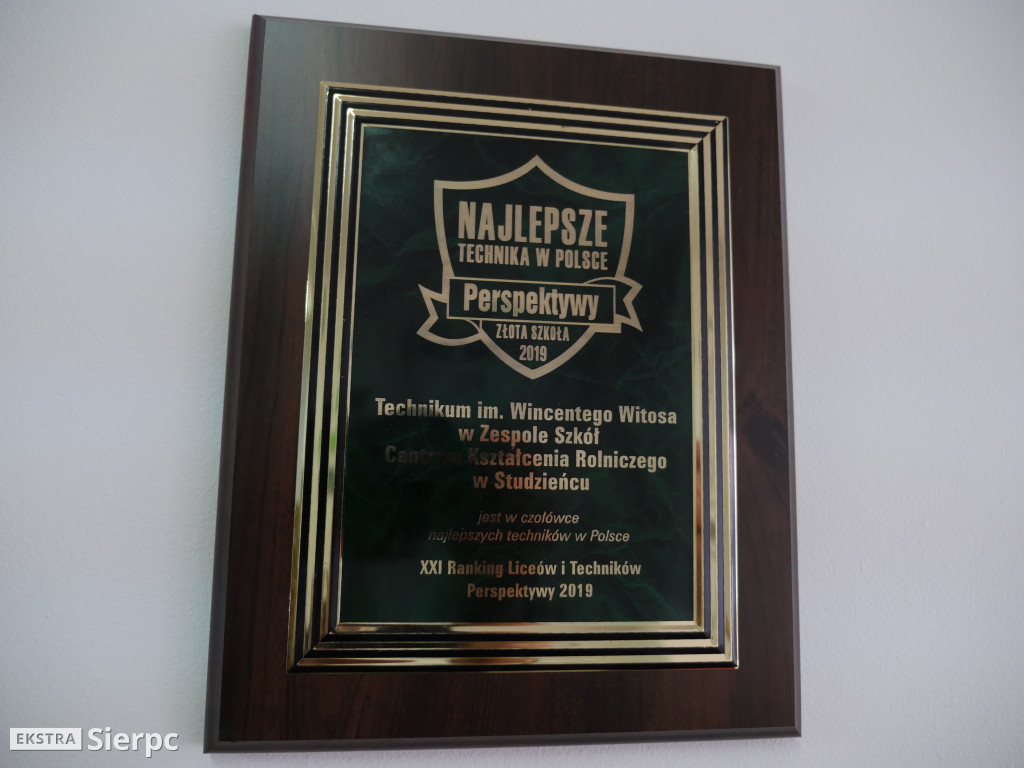 NAJLEPSZE
TECHNIKA W POLSCE
Perspektywy
ZŁOTA SZKOŁA
2019
Technikum im. Wincentego Witosa
w Zespole Szkół
Centrum Kształcenia Rolniczego
w Studzieńcu
jest w czołówce
najlepszych techników w Polsce
XXI Ranking Liceów i Techników
Perspektywy 2019
EKSTRA Sierpc